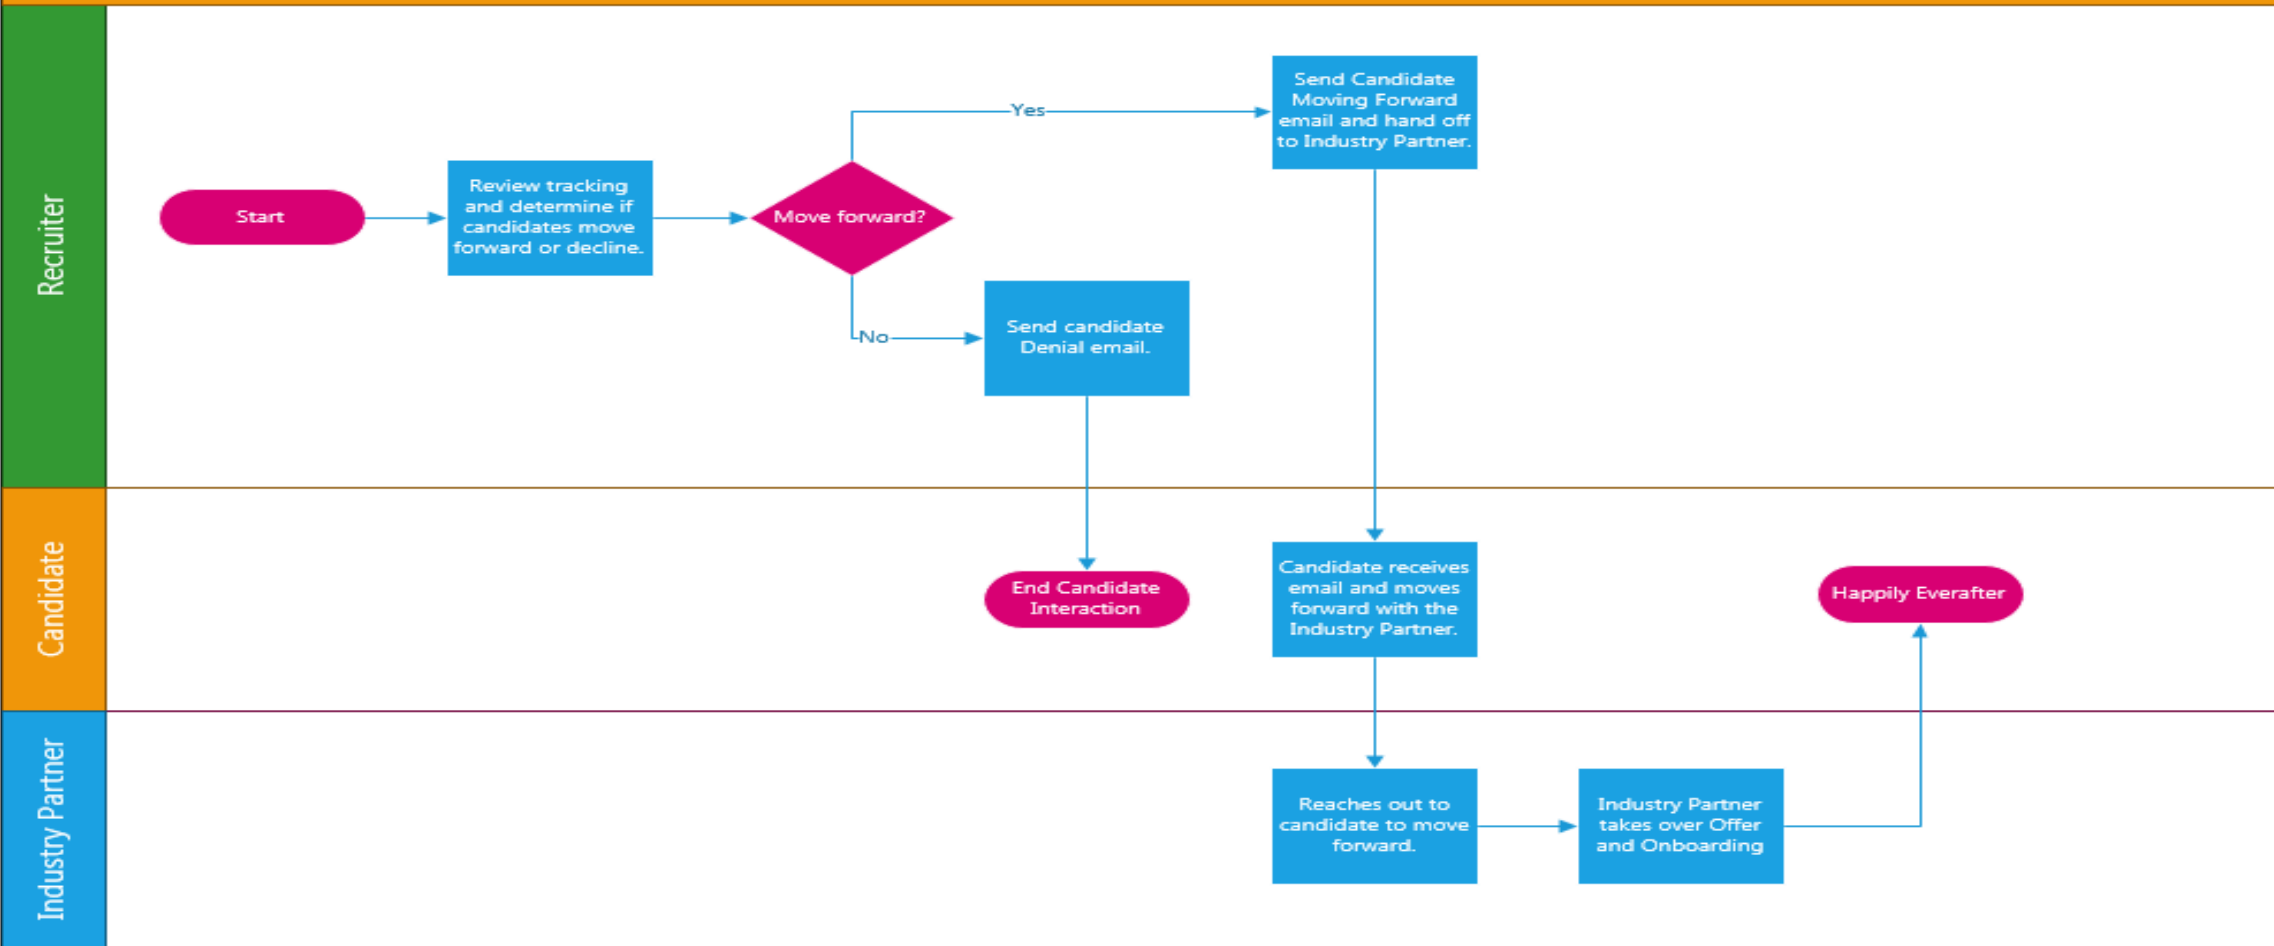 Recruiter
Start
Review tracking
and determine if
candidates move
forward or decline.
Move forward?
Yes
No
Send Candidate
Moving Forward
email and hand off
to Industry Partner.
Send candidate
Denial email.
Candidate
End Candidate
Interaction
Candidate receives
email and moves
forward with the
Industry Partner.
Happily Everafter
Industry Partner
Reaches out to
candidate to move
forward.
Industry Partner
takes over Offer
and Onboarding